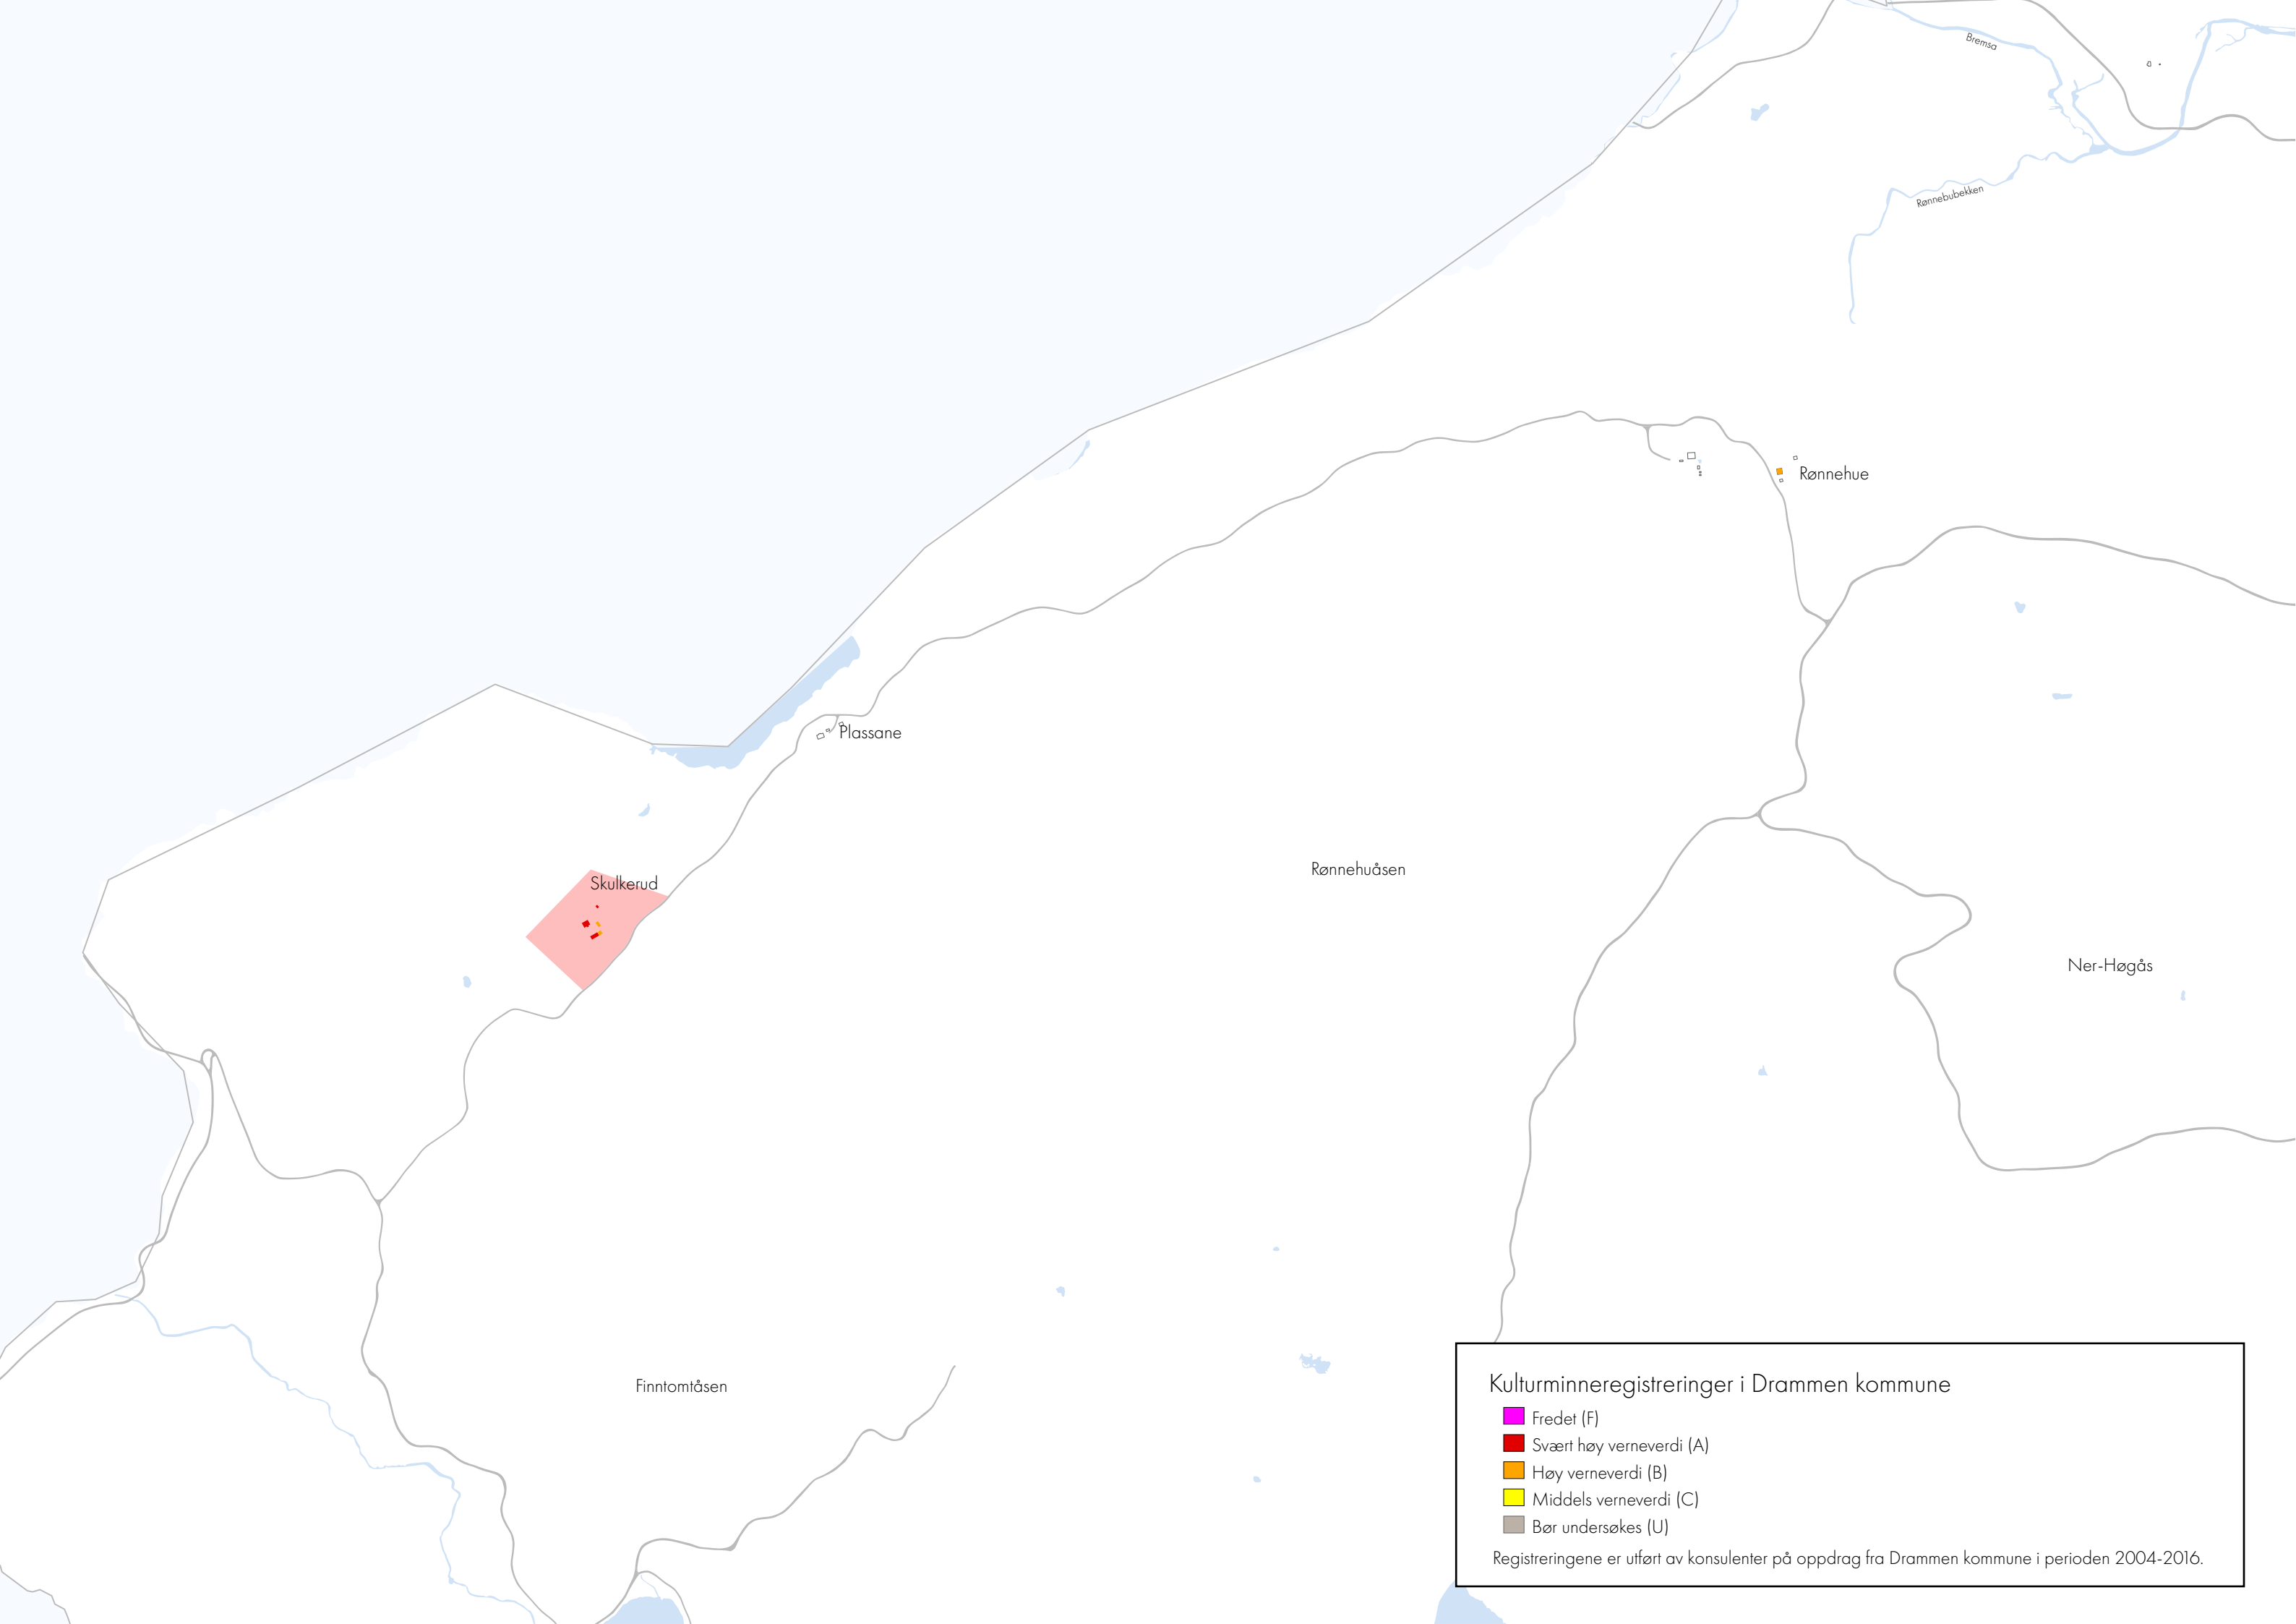 Bremsa
Rønnebubekken
Rønnehue
Plassane
Rønnehuåsen
Skulkerud
Ner-Høgås
Finntomtåsen
Kulturminneregistreringer i Drammen kommune
Fredet (F)
Svært høy verneverdi (A)
Høy verneverdi (B)
Middels verneverdi (C)
Bør undersøkes (U)
Registreringene er utført av konsulenter på oppdrag fra Drammen kommune i perioden 2004-2016.